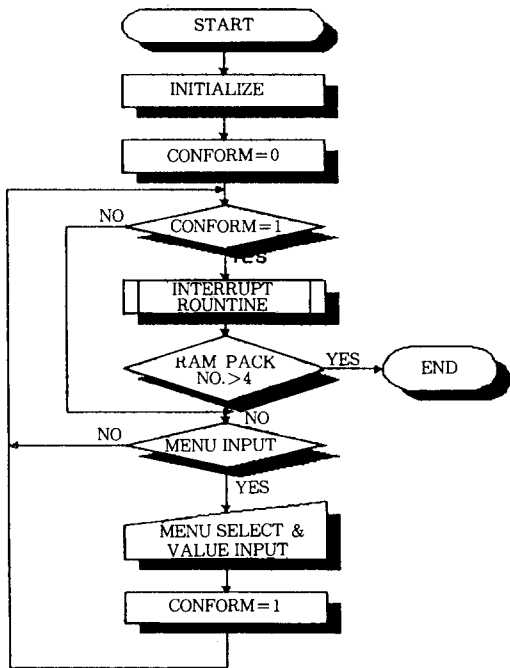 START
INITIALIZE
CONFORM=0
NO
CONFORM=1
YES
INTERRUPT
ROUNTINE
RAM PACK
NO.>4
YES
END
NO
NO
MENU INPUT
YES
MENU SELECT &
VALUE INPUT
CONFORM=1